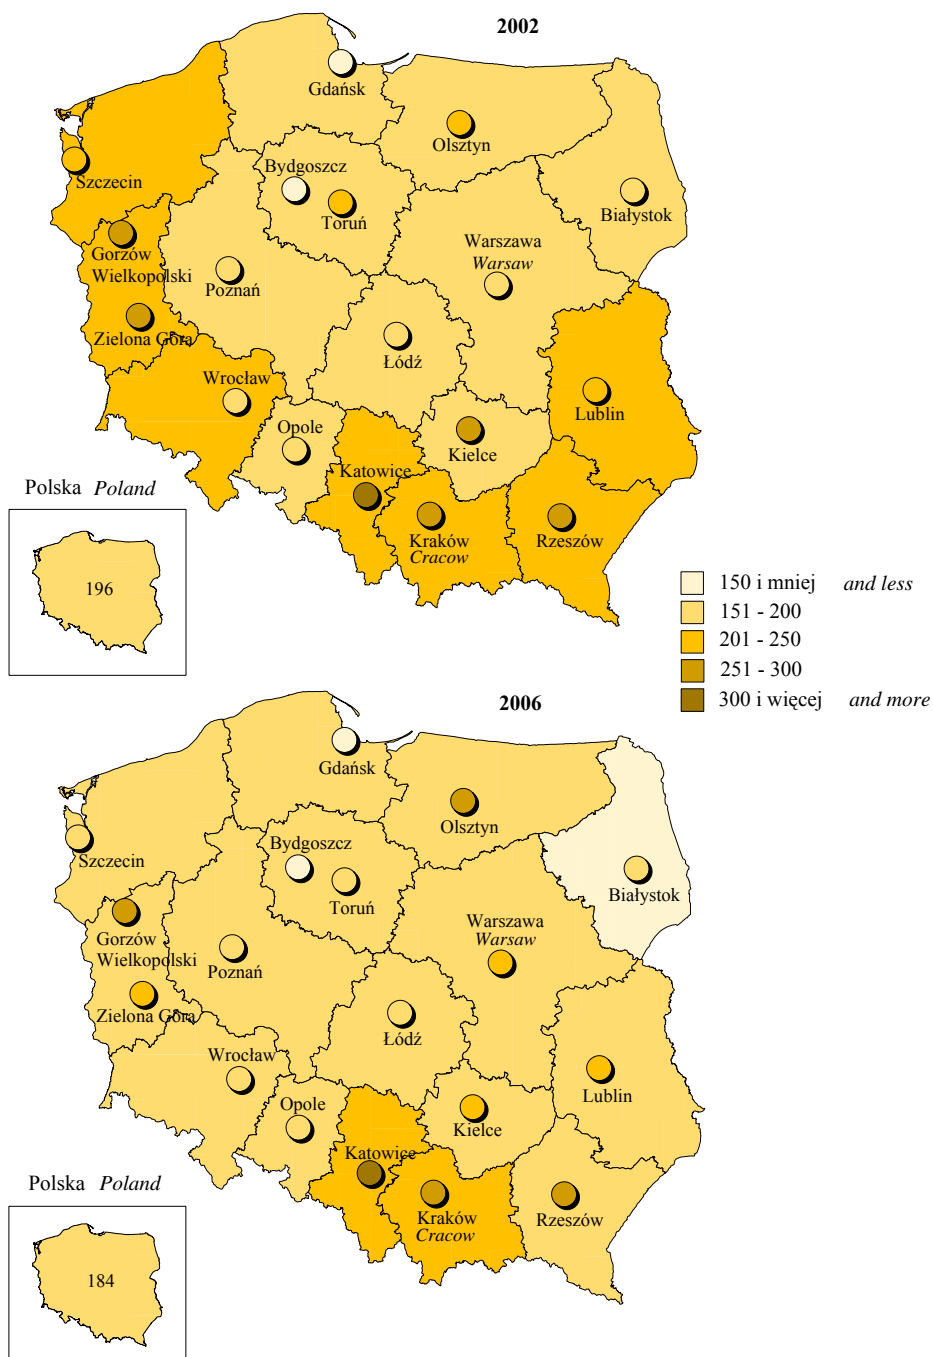 2002
Gdańsk
Olsztyn
Bydgoszcz
Szczecin
Toruń
Białystok
Gorzów
Wielkopolski
Warszawa
Warsaw
Poznań
Zielona Góra
Łódź
Wrocław
Lublin
Opole
Kielce
Katowice
Kraków
Cracow
Rzeszów
Polska Poland
196
150 i mniej and less
151 - 200
201 - 250
251 - 300
300 i więcej and more
2006
Gdańsk
Olsztyn
Bydgoszcz
Szczecin
Toruń
Białystok
Gorzów
Wielkopolski
Warszawa
Warsaw
Poznań
Zielona Góra
Łódź
Wrocław
Lublin
Opole
Kielce
Katowice
Kraków
Cracow
Rzeszów
Polska Poland
184